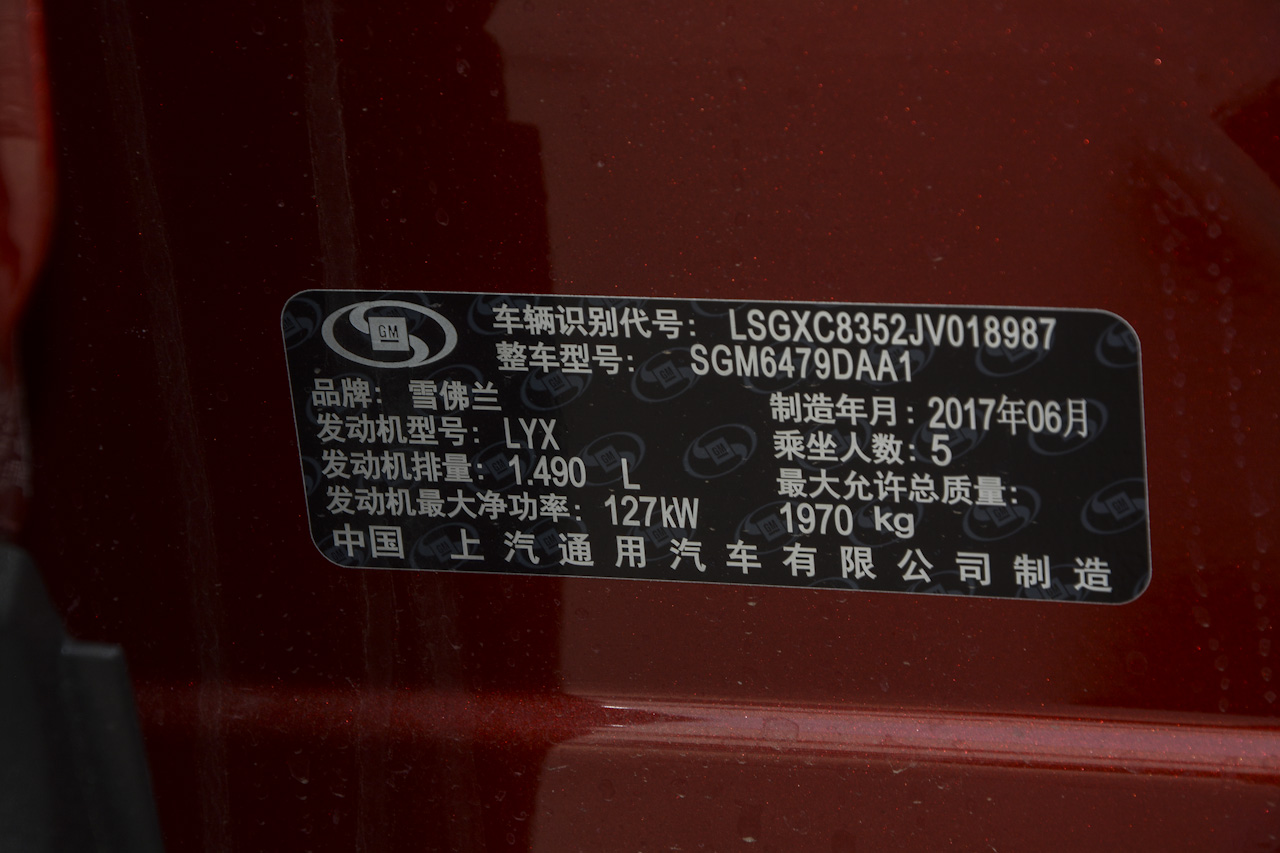 GM
车辆识别代号： LSGXC8352JV018987
整车型号： SGM6479DAA1
品牌： 雪佛兰
制造年月：2017年06月
发动机型号：LYX
乘坐人数：5
发动机排量：1.490 L
最大允许总质量：
发动机最大净功率：127kW
1970 kg
中国 上汽通用汽车有限公司制造